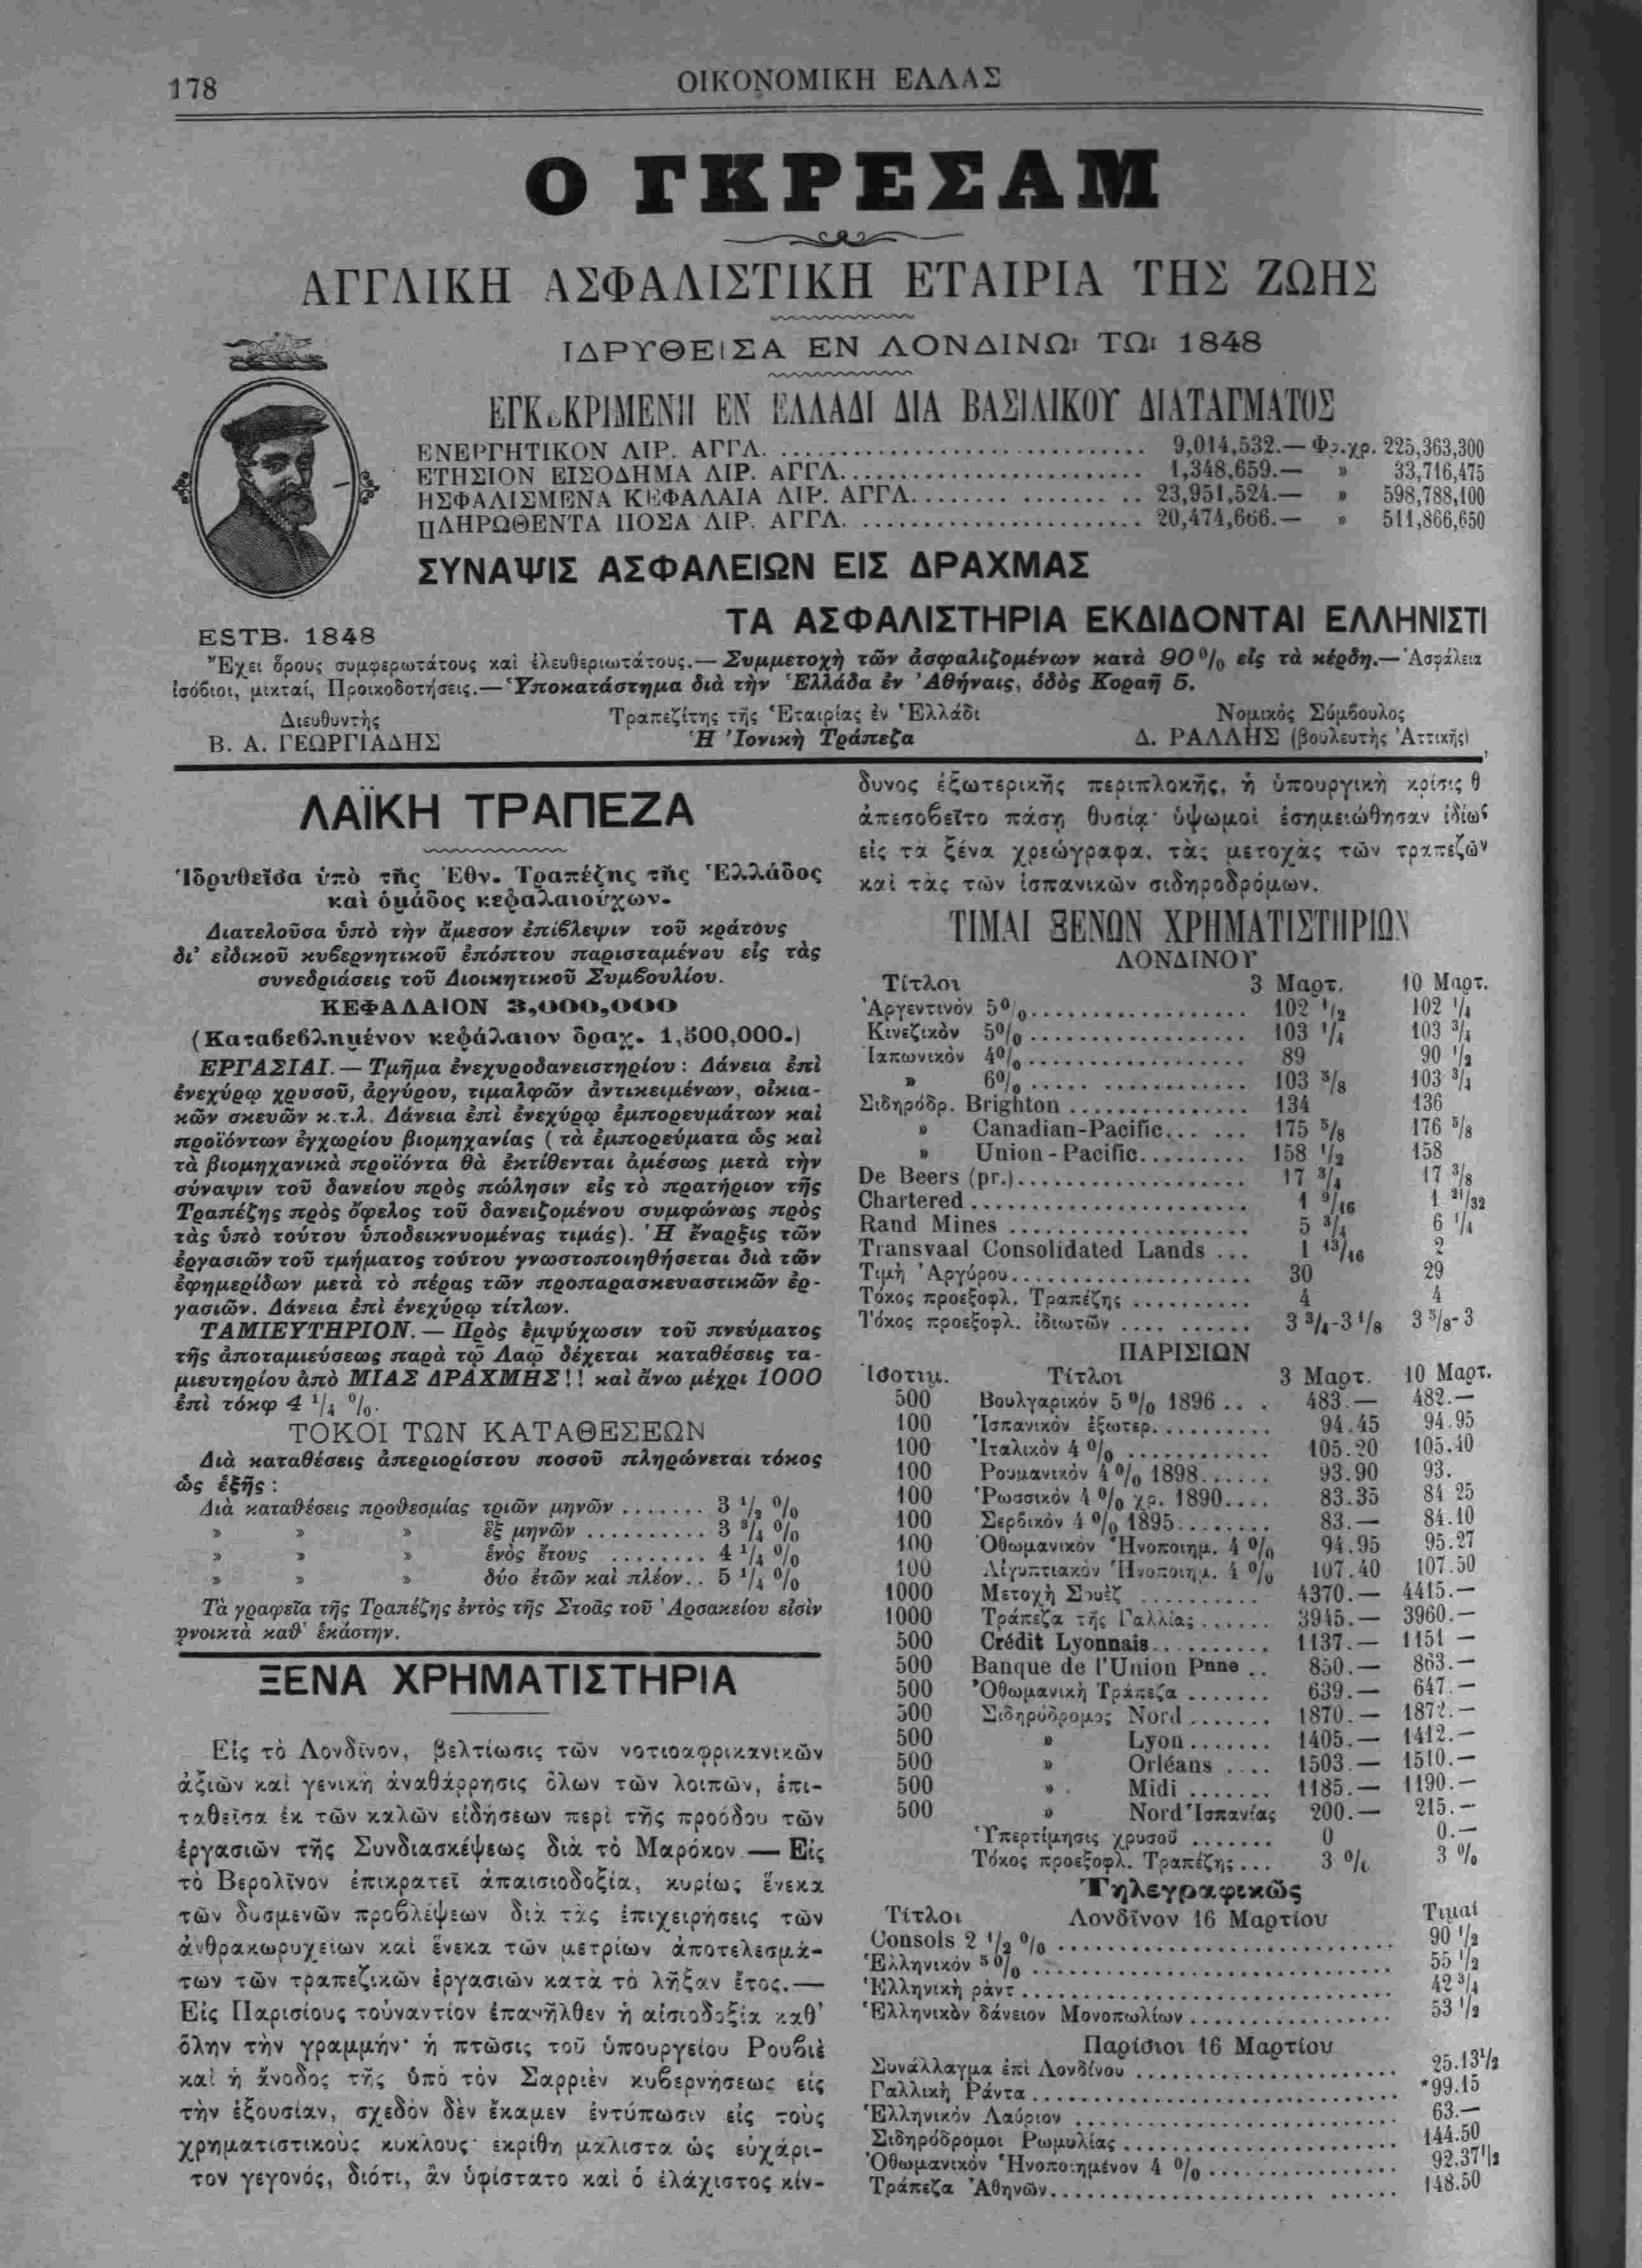 178
ΟΙΚΟΝΟΜΙΚΗ ΕΛΛΑΣ
Ο ΓΚΡΕΣΑΜ
ΑΓΓΛΙΚΗ ΑΣΦΑΛΙΣΤΙΚΗ ΕΤΑΙΡΙΑ ΤΗΣ ΖΩΗΣ
ΙΔΡΥΘΕΙΣΑ ΕΝ ΛΟΝΔΙΝΩι ΤΩι 1848
ΕΓΚεΚΡΙΜΕΝΗ ΕΝ ΕΛΛΑΔΙ ΔΙΑ ΒΑΣΙΛΙΚΟΥ ΔΙΑΤΑΓΜΑΤΟΣ
ΕΝΕΡΓΗΤΙΚΟΝ ΛΙΡ. ΑΓΓΛ. .......... 9,014,532.— Φρ.χρ. 225,363,300
ΕΤΗΣΙΟΝ ΕΙΣΟΔΗΜΑ ΛΙΡ. ΑΓΓΛ. .......... 1,348,659.— » 33,716,475
ΗΣΦΑΛΙΣΜΕΝΑ ΚΕΦΑΛΑΙΑ ΛΙΡ. ΑΓΓΛ. .......... 23,951,524.— » 598,788,100
ΠΛΗΡΩΘΕΝΤΑ ΠΟΣΑ ΛΙΡ. ΑΓΓΛ. .......... 20,474,666.— » 511,866,650
ΣΥΝΑΨΙΣ ΑΣΦΑΛΕΙΩΝ ΕΙΣ ΔΡΑΧΜΑΣ
ΤΑ ΑΣΦΑΛΙΣΤΗΡΙΑ ΕΚΔΙΔΟΝΤΑΙ ΕΛΛΗΝΙΣΤΙ
ESTB. 1848
Ἔχει ὅρους συμφερωτάτους καὶ ἐλευθεριωτάτους.— Συμμετοχὴ τῶν ἀσφαλιζομένων κατὰ 90 % εἰς τὰ κέρδη.— Ἀσφάλεια
ἰσόβιοι, μικταί, Προικοδοτήσεις.— Ὑποκατάστημα διὰ τὴν Ἑλλάδα ἐν Ἀθήναις, ὁδὸς Κοραῆ 5.
Διευθυντὴς
Β. Α. ΓΕΩΡΓΙΑΔΗΣ
Τραπεζίτης τῆς Ἑταιρίας ἐν Ἑλλάδι
Ἡ Ἰονικὴ Τράπεζα
Νομικὸς Σύμβουλος
Δ. ΡΑΛΛΗΣ (βουλευτὴς Ἀττικῆς)
ΛΑΪΚΗ ΤΡΑΠΕΖΑ
Ἱδρυθεῖσα ὑπὸ τῆς Ἐθν. Τραπέζης τῆς Ἑλλάδος
καὶ ὁμάδος κεφαλαιούχων.
Διατελοῦσα ὑπὸ τὴν ἄμεσον ἐπίβλεψιν τοῦ κράτους
δι' εἰδικοῦ κυβερνητικοῦ ἐπόπτου παρισταμένου εἰς τὰς
συνεδριάσεις τοῦ Διοικητικοῦ Συμβουλίου.
ΚΕΦΑΛΑΙΟΝ 3,000,000
(Καταβεβλημένον κεφάλαιον δραχ. 1,500,000.)
ΕΡΓΑΣΙΑΙ.— Τμῆμα ἐνεχυροδανειστηρίου : Δάνεια ἐπὶ
ἐνεχύρῳ χρυσοῦ, ἀργύρου, τιμαλφῶν ἀντικειμένων, οἰκια-
κῶν σκευῶν κ.τ.λ. Δάνεια ἐπὶ ἐνεχύρῳ ἐμπορευμάτων καὶ
προϊόντων ἐγχωρίου βιομηχανίας ( τὰ ἐμπορεύματα ὡς καὶ
τὰ βιομηχανικὰ προϊόντα θὰ ἐκτίθενται ἀμέσως μετὰ τὴν
σύναψιν τοῦ δανείου πρὸς πώλησιν εἰς τὸ πρατήριον τῆς
Τραπέζης πρὸς ὄφελος τοῦ δανειζομένου συμφώνως πρὸς
τὰς ὑπὸ τούτου ὑποδεικνυομένας τιμάς). Ἡ ἔναρξις τῶν
ἐργασιῶν τοῦ τμήματος τούτου γνωστοποιηθήσεται διὰ τῶν
ἐφημερίδων μετὰ τὸ πέρας τῶν προπαρασκευαστικῶν ἐρ-
γασιῶν. Δάνεια ἐπὶ ἐνεχύρῳ τίτλων.
ΤΑΜΙΕΥΤΗΡΙΟΝ.— Πρὸς ἐμψύχωσιν τοῦ πνεύματος
τῆς ἀποταμιεύσεως παρὰ τῷ Λαῷ δέχεται καταθέσεις τα-
μιευτηρίου ἀπὸ ΜΙΑΣ ΔΡΑΧΜΗΣ!! καὶ ἄνω μέχρι 1000
ἐπὶ τόκῳ 4 1/4 %.
ΤΟΚΟΙ ΤΩΝ ΚΑΤΑΘΕΣΕΩΝ
Διὰ καταθέσεις ἀπεριορίστου ποσοῦ πληρώνεται τόκος
ὡς ἑξῆς :
Διὰ καταθέσεις προθεσμίας τριῶν μηνῶν ....... 3 1/2 %
» » » ἓξ μηνῶν .......... 3 3/4 %
» » » ἑνὸς ἔτους ........ 4 1/4 %
» » » δύο ἐτῶν καὶ πλέον.. 5 1/4 %
Τὰ γραφεῖα τῆς Τραπέζης ἐντὸς τῆς Στοᾶς τοῦ Ἀρσακείου εἰσὶν
ἠνοικτὰ καθ' ἑκάστην.
ΞΕΝΑ ΧΡΗΜΑΤΙΣΤΗΡΙΑ
Εἰς τὸ Λονδῖνον, βελτίωσις τῶν νοτιοαφρικανικῶν
ἀξιῶν καὶ γενικὴ ἀναθάρρησις ὅλων τῶν λοιπῶν, ἐπι-
ταθεῖσα ἐκ τῶν καλῶν εἰδήσεων περὶ τῆς προόδου τῶν
ἐργασιῶν τῆς Συνδιασκέψεως διὰ τὸ Μαρόκον.— Εἰς
τὸ Βερολῖνον ἐπικρατεῖ ἀπαισιοδοξία, κυρίως ἕνεκα
τῶν δυσμενῶν προβλέψεων διὰ τὰς ἐπιχειρήσεις τῶν
ἀνθρακωρυχείων καὶ ἕνεκα τῶν μετρίων ἀποτελεσμά-
των τῶν τραπεζικῶν ἐργασιῶν κατὰ τὸ λῆξαν ἔτος.—
Εἰς Παρισίους τοὐναντίον ἐπανῆλθεν ἡ αἰσιοδοξία καθ'
ὅλην τὴν γραμμήν· ἡ πτῶσις τοῦ ὑπουργείου Ρουβιὲ
καὶ ἡ ἄνοδος τῆς ὑπὸ τὸν Σαρριὲν κυβερνήσεως εἰς
τὴν ἐξουσίαν, σχεδὸν δὲν ἔκαμεν ἐντύπωσιν εἰς τοὺς
χρηματιστικοὺς κυκλους· εκρίθη μάλιστα ὡς εὐχάρι-
τον γεγονός, διότι, ἂν ὑφίστατο καὶ ὁ ἐλάχιστος κίν-
δυνος ἐξωτερικῆς περιπλοκῆς, ἡ ὑπουργικὴ κρίσις θ
ἀπεσοβεῖτο πάσῃ θυσίᾳ· ὑψωμοὶ ἐσημειώθησαν ἰδίως
εἰς τὰ ξένα χρεώγραφα, τὰς μετοχὰς τῶν τραπεζῶν
καὶ τὰς τῶν ἱσπανικῶν σιδηροδρόμων.
ΤΙΜΑΙ ΞΕΝΩΝ ΧΡΗΜΑΤΙΣΤΗΡΙΩΝ
ΛΟΝΔΙΝΟΥ
Τίτλοι 3 Μαρτ. 10 Μαρτ.
Ἀργεντινὸν 5% .......... 102 1/2 102 1/4
Κινεζικὸν 5% .......... 103 1/4 103 3/4
Ἰαπωνικὸν 4% .......... 89 90 1/2
» 6% .......... 103 5/8 103 3/4
Σιδηρόδρ. Brighton .......... 134 136
» Canadian-Pacific... ... 175 5/8 176 5/8
» Union - Pacific......... 158 1/2 158
De Beers (pr.).......... 17 3/4 17 3/8
Chartered .......... 1 9/16 1 21/32
Rand Mines .......... 5 3/4 6 1/4
Transvaal Consolidated Lands ... 1 13/16 2
Τιμὴ Ἀργύρου.......... 30 29
Τόκος προεξοφλ. Τραπέζης .......... 4 4
Τόκος προεξοφλ. ἰδιωτῶν .......... 3 3/4-3 1/8 3 5/8-3
ΠΑΡΙΣΙΩΝ
Ἰσοτιμ. Τίτλοι 3 Μαρτ. 10 Μαρτ.
500 Βουλγαρικόν 5 % 1896 .. . 483.— 482.—
100 Ἱσπανικόν ἐξωτερ. .......... 94.45 94.95
100 Ἰταλικὸν 4 % .......... 105.20 105.40
100 Ρουμανικόν 4 % 1898...... 93.90 93.
100 Ῥωσσικόν 4 % χρ. 1890.... 83.35 84 25
100 Σερβικὸν 4 % 1895........ 83.— 84.10
100 Ὀθωμανικὸν Ἡνοποιημ. 4 % 94.95 95.27
100 Αἰγυπτιακὸν Ἡνοποιημ. 4 % 107.40 107.50
1000 Μετοχὴ Σουὲζ .......... 4370.— 4415.—
1000 Τράπεζα τῆς Γαλλίας ...... 3945.— 3960.—
500 Crédit Lyonnais.......... 1137.— 1151 —
500 Banque de l'Union Pnne .. 850.— 863.—
500 Ὀθωμανικὴ Τράπεζα ....... 639.— 647.—
500 Σιδηρόδρομος Nord ....... 1870.— 1872.—
500 » Lyon....... 1405.— 1412.—
500 » Orléans .... 1503.— 1510.—
500 » Midi ....... 1185.— 1190.—
500 » Nord Ἱσπανίας 200.— 215.—
Ὑπερτίμησις χρυσοῦ ....... 0 0.—
Τόκος προεξοφλ. Τραπέζης... 3 % 3 %
Τηλεγραφικῶς
Τίτλοι Λονδῖνον 16 Μαρτίου Τιμαί
Consols 2 1/2 % .......... 90 1/2
Ἑλληνικόν 5 % .......... 55 1/2
Ἑλληνικὴ ρὰντ .......... 42 3/4
Ἑλληνικὸν δάνειον Μονοπωλίων .......... 53 1/2
Παρίσιοι 16 Μαρτίου
Συνάλλαγμα ἐπὶ Λονδίνου .......... 25.13 1/2
Γαλλικὴ Ράντα .......... *99.15
Ἑλληνικόν Λαύριον .......... 63.—
Σιδηρόδρομοι Ρωμυλίας .......... 144.50
Ὀθωμανικὸν Ἡνοποιημένον 4 % .......... 92.37 1/2
Τράπεζα Ἀθηνῶν.......... 148.50